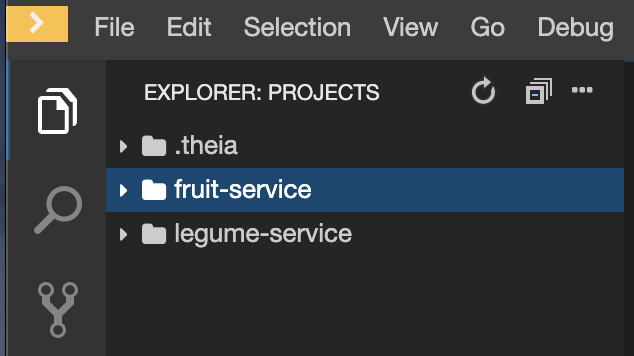 File Edit Selection View Go Debug
EXPLORER: PROJECTS
.theia
fruit-service
legume-service